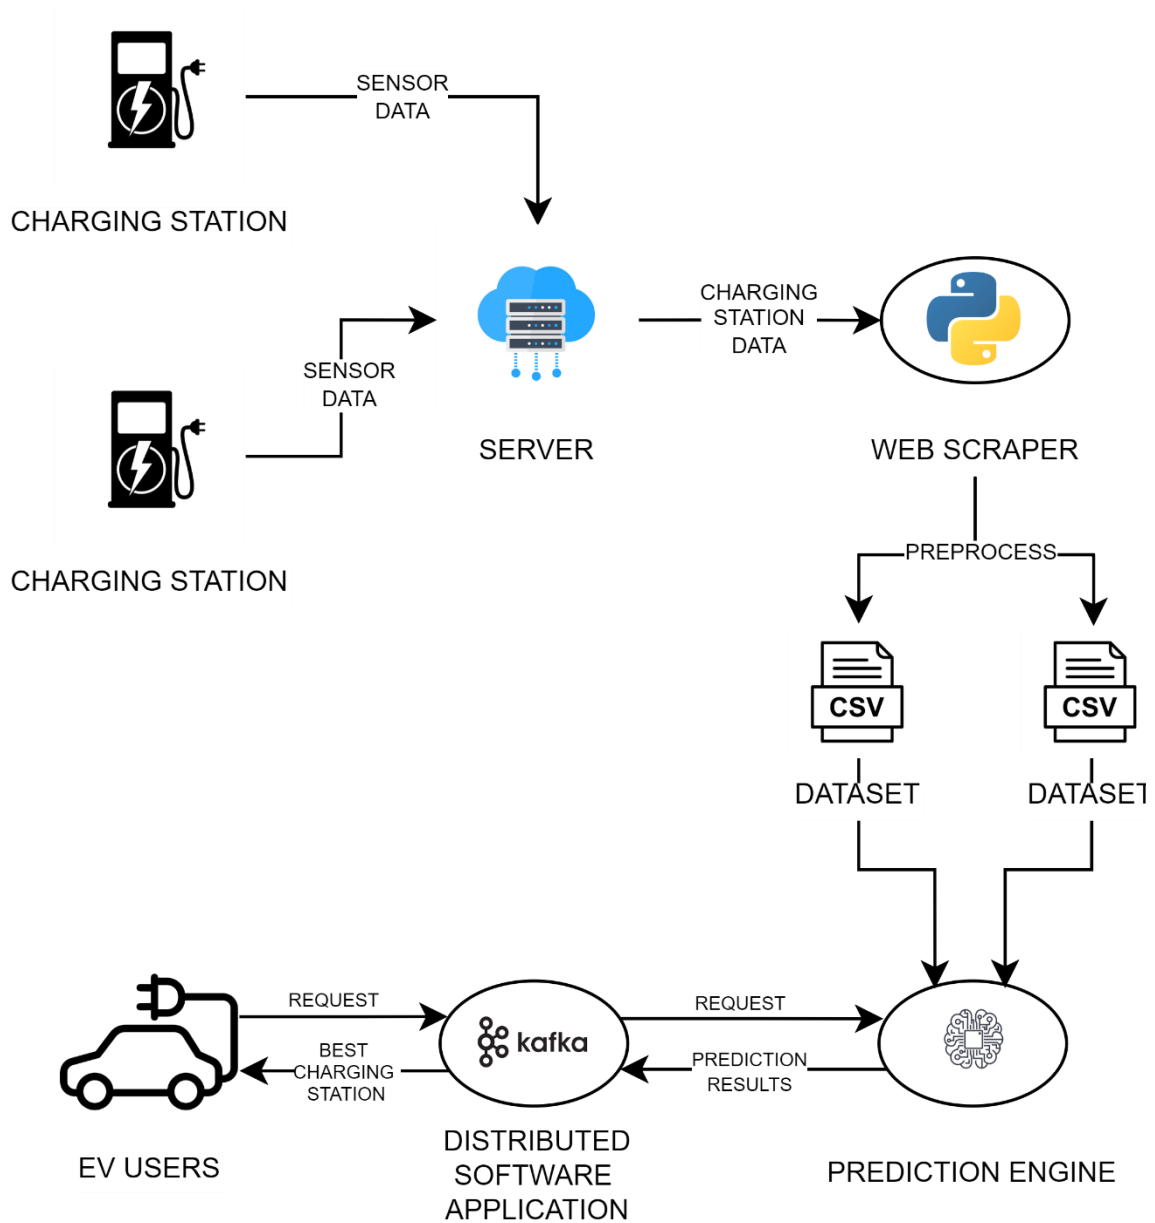 SENSOR
DATA
CHARGING STATION
CHARGING
STATION
DATA
SENSOR
DATA
SERVER
WEB SCRAPER
CHARGING STATION
PREPROCESS
CSV
CSV
DATASET
DATASET
REQUEST
REQUEST
kafka
BEST
CHARGING
STATION
PREDICTION
RESULTS
EV USERS
DISTRIBUTED
SOFTWARE
APPLICATION
PREDICTION ENGINE